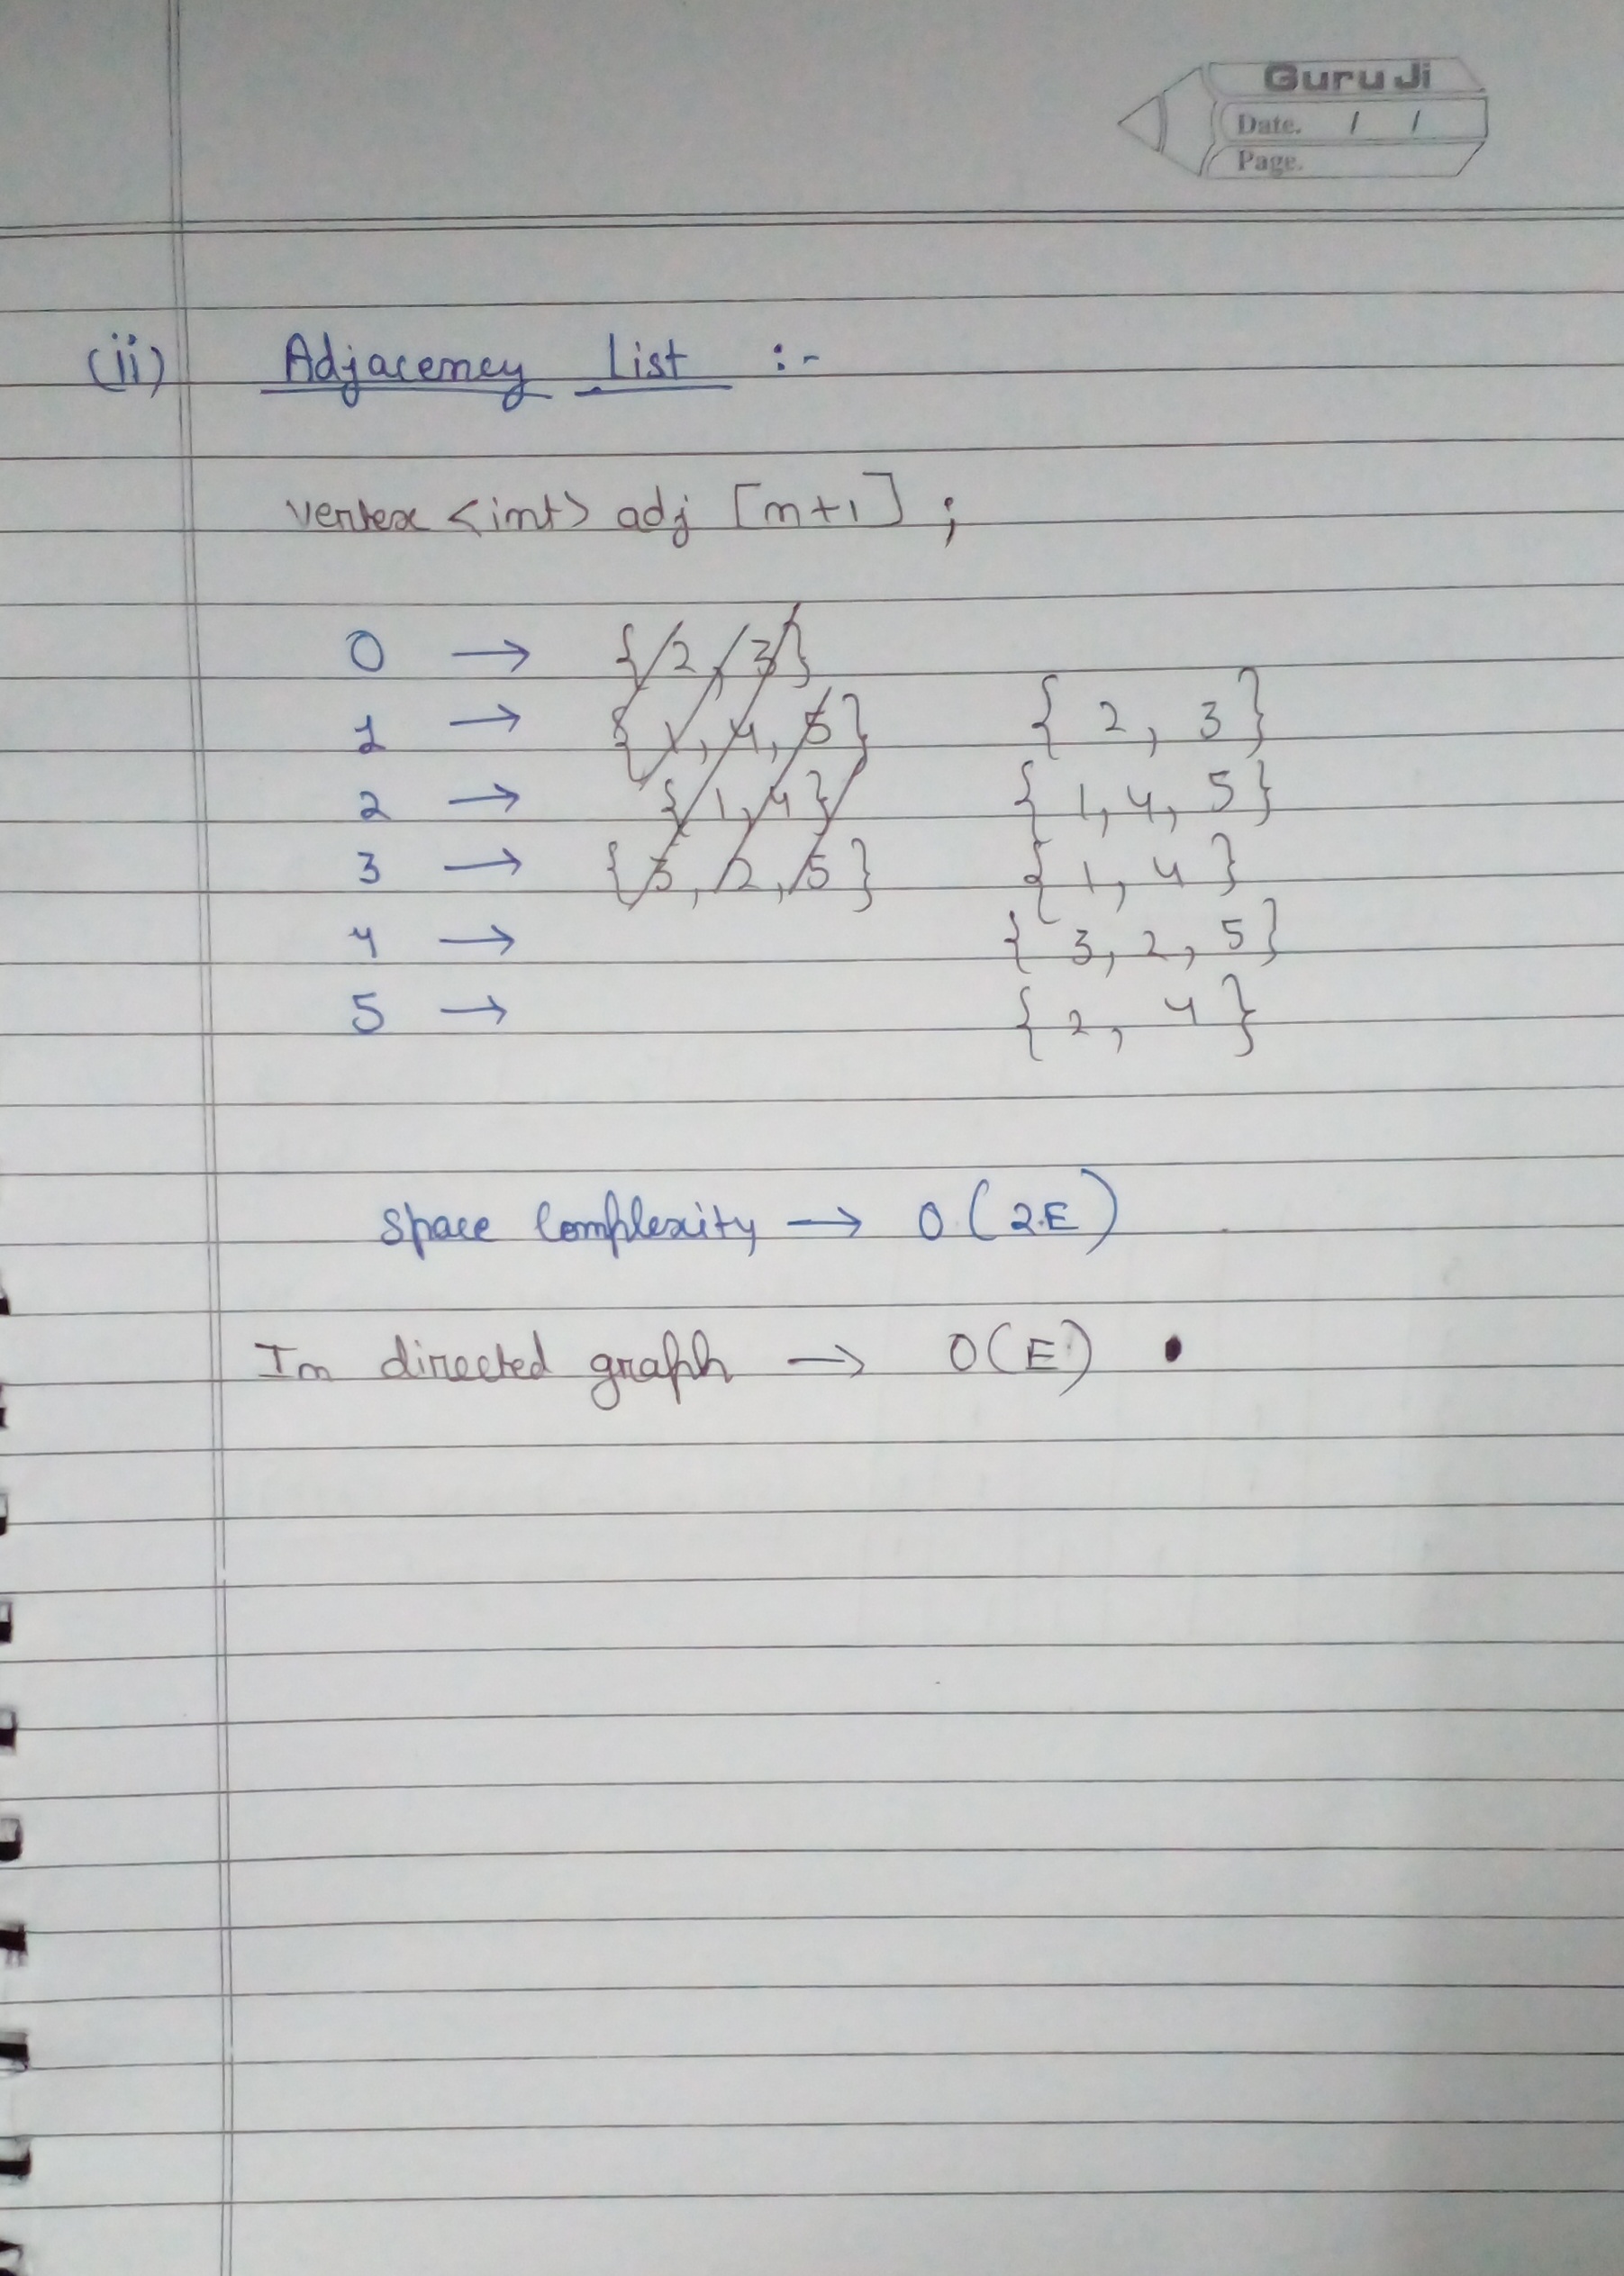 Guru Ji
Date. / /
Page.
(ii) Adjacency List :-
vertex <int> adj [n+1] ;
0 → {2, 3}
1 → {1, 4, 5} { 2, 3 }
2 → {1, 4} { 1, 4, 5 }
3 → {3, 2, 5} { 1, 4 }
4 → { 3, 2, 5 }
5 → { 2, 4 }
Space Complexity → O(2E)
In directed graph → O(E) •